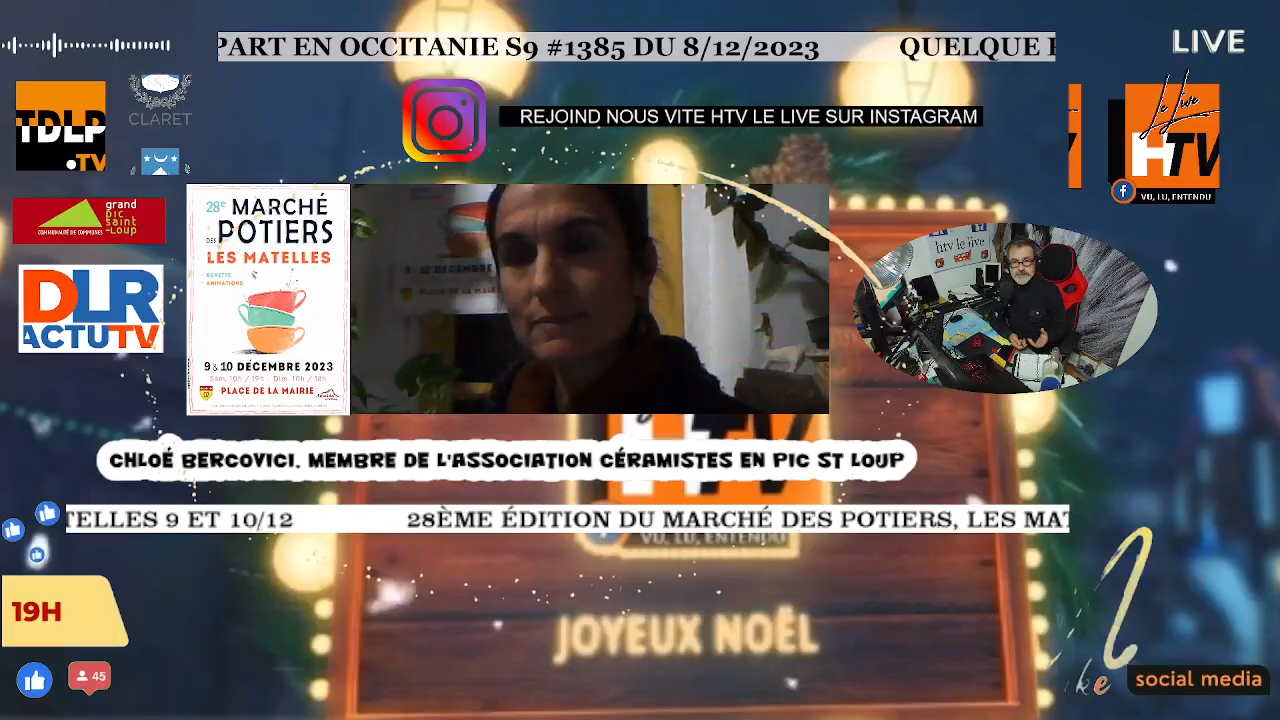 PART EN OCCITANIE S9 #1385 DU 8/12/2023 QUELQUE
LIVE
TDLP
.TV
CLARET
REJOIND NOUS VITE HTV LE LIVE SUR INSTAGRAM
Le Live
HTV
VU, LU, ENTENDU
grand
pic
saint
-Loup
COMMUNAUTÉ DE COMMUNES
DLR
ACTUTV
28e MARCHÉ
DES POTIERS
LES MATELLES
BUVETTE
ANIMATIONS
9 & 10 DÉCEMBRE 2023
Sam. 10h / 19h - Dim. 10h / 18h
PLACE DE LA MAIRIE
htv le live
CHLOÉ BERCOVICI, MEMBRE DE L'ASSOCIATION CÉRAMISTES EN PIC ST LOUP
TELLES 9 ET 10/12 28ÈME ÉDITION DU MARCHÉ DES POTIERS, LES MAT
VU, LU, ENTENDU
19H
JOYEUX NOËL
45
social media